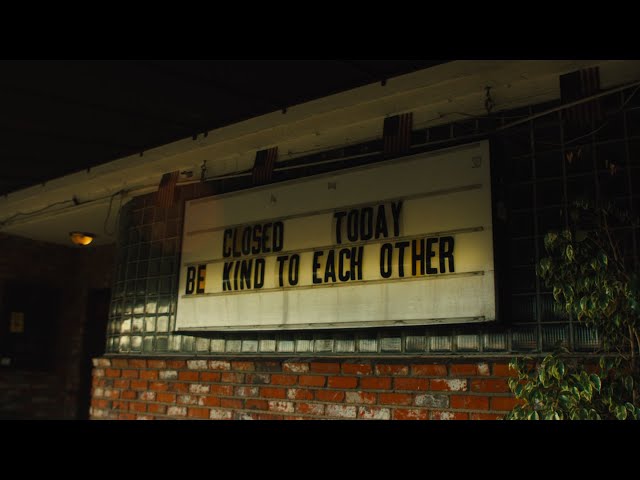 CLOSED TODAY
BE KIND TO EACH OTHER